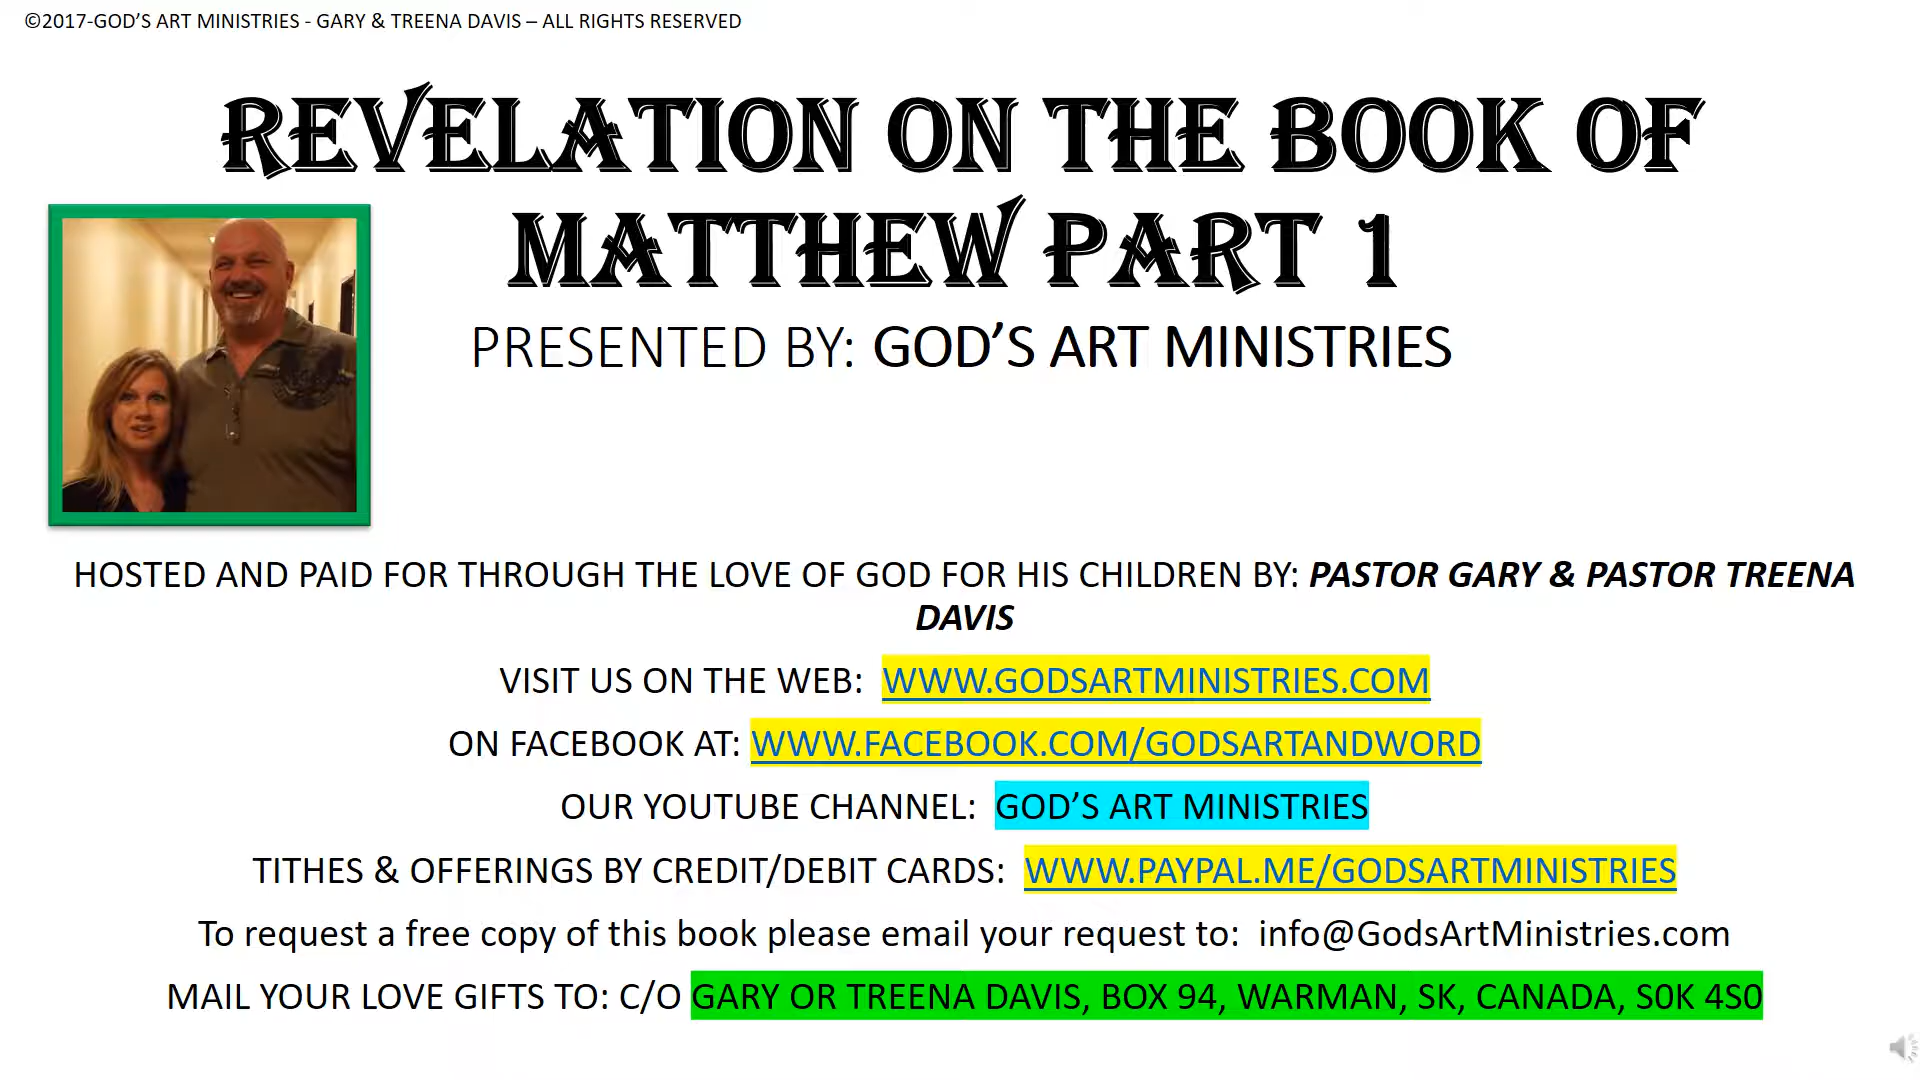 ©2017-GOD’S ART MINISTRIES - GARY & TREENA DAVIS – ALL RIGHTS RESERVED
REVELATION ON THE BOOK OF
MATTHEW PART 1
PRESENTED BY: GOD’S ART MINISTRIES
HOSTED AND PAID FOR THROUGH THE LOVE OF GOD FOR HIS CHILDREN BY: PASTOR GARY & PASTOR TREENA
DAVIS
VISIT US ON THE WEB: WWW.GODSARTMINISTRIES.COM
ON FACEBOOK AT: WWW.FACEBOOK.COM/GODSARTANDWORD
OUR YOUTUBE CHANNEL: GOD’S ART MINISTRIES
TITHES & OFFERINGS BY CREDIT/DEBIT CARDS: WWW.PAYPAL.ME/GODSARTMINISTRIES
To request a free copy of this book please email your request to: info@GodsArtMinistries.com
MAIL YOUR LOVE GIFTS TO: C/O GARY OR TREENA DAVIS, BOX 94, WARMAN, SK, CANADA, S0K 4S0